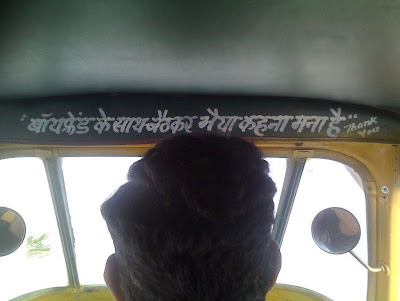 "बॉयफ्रेंड के साथ बैठकर भैया कहना मना है" Thank
You